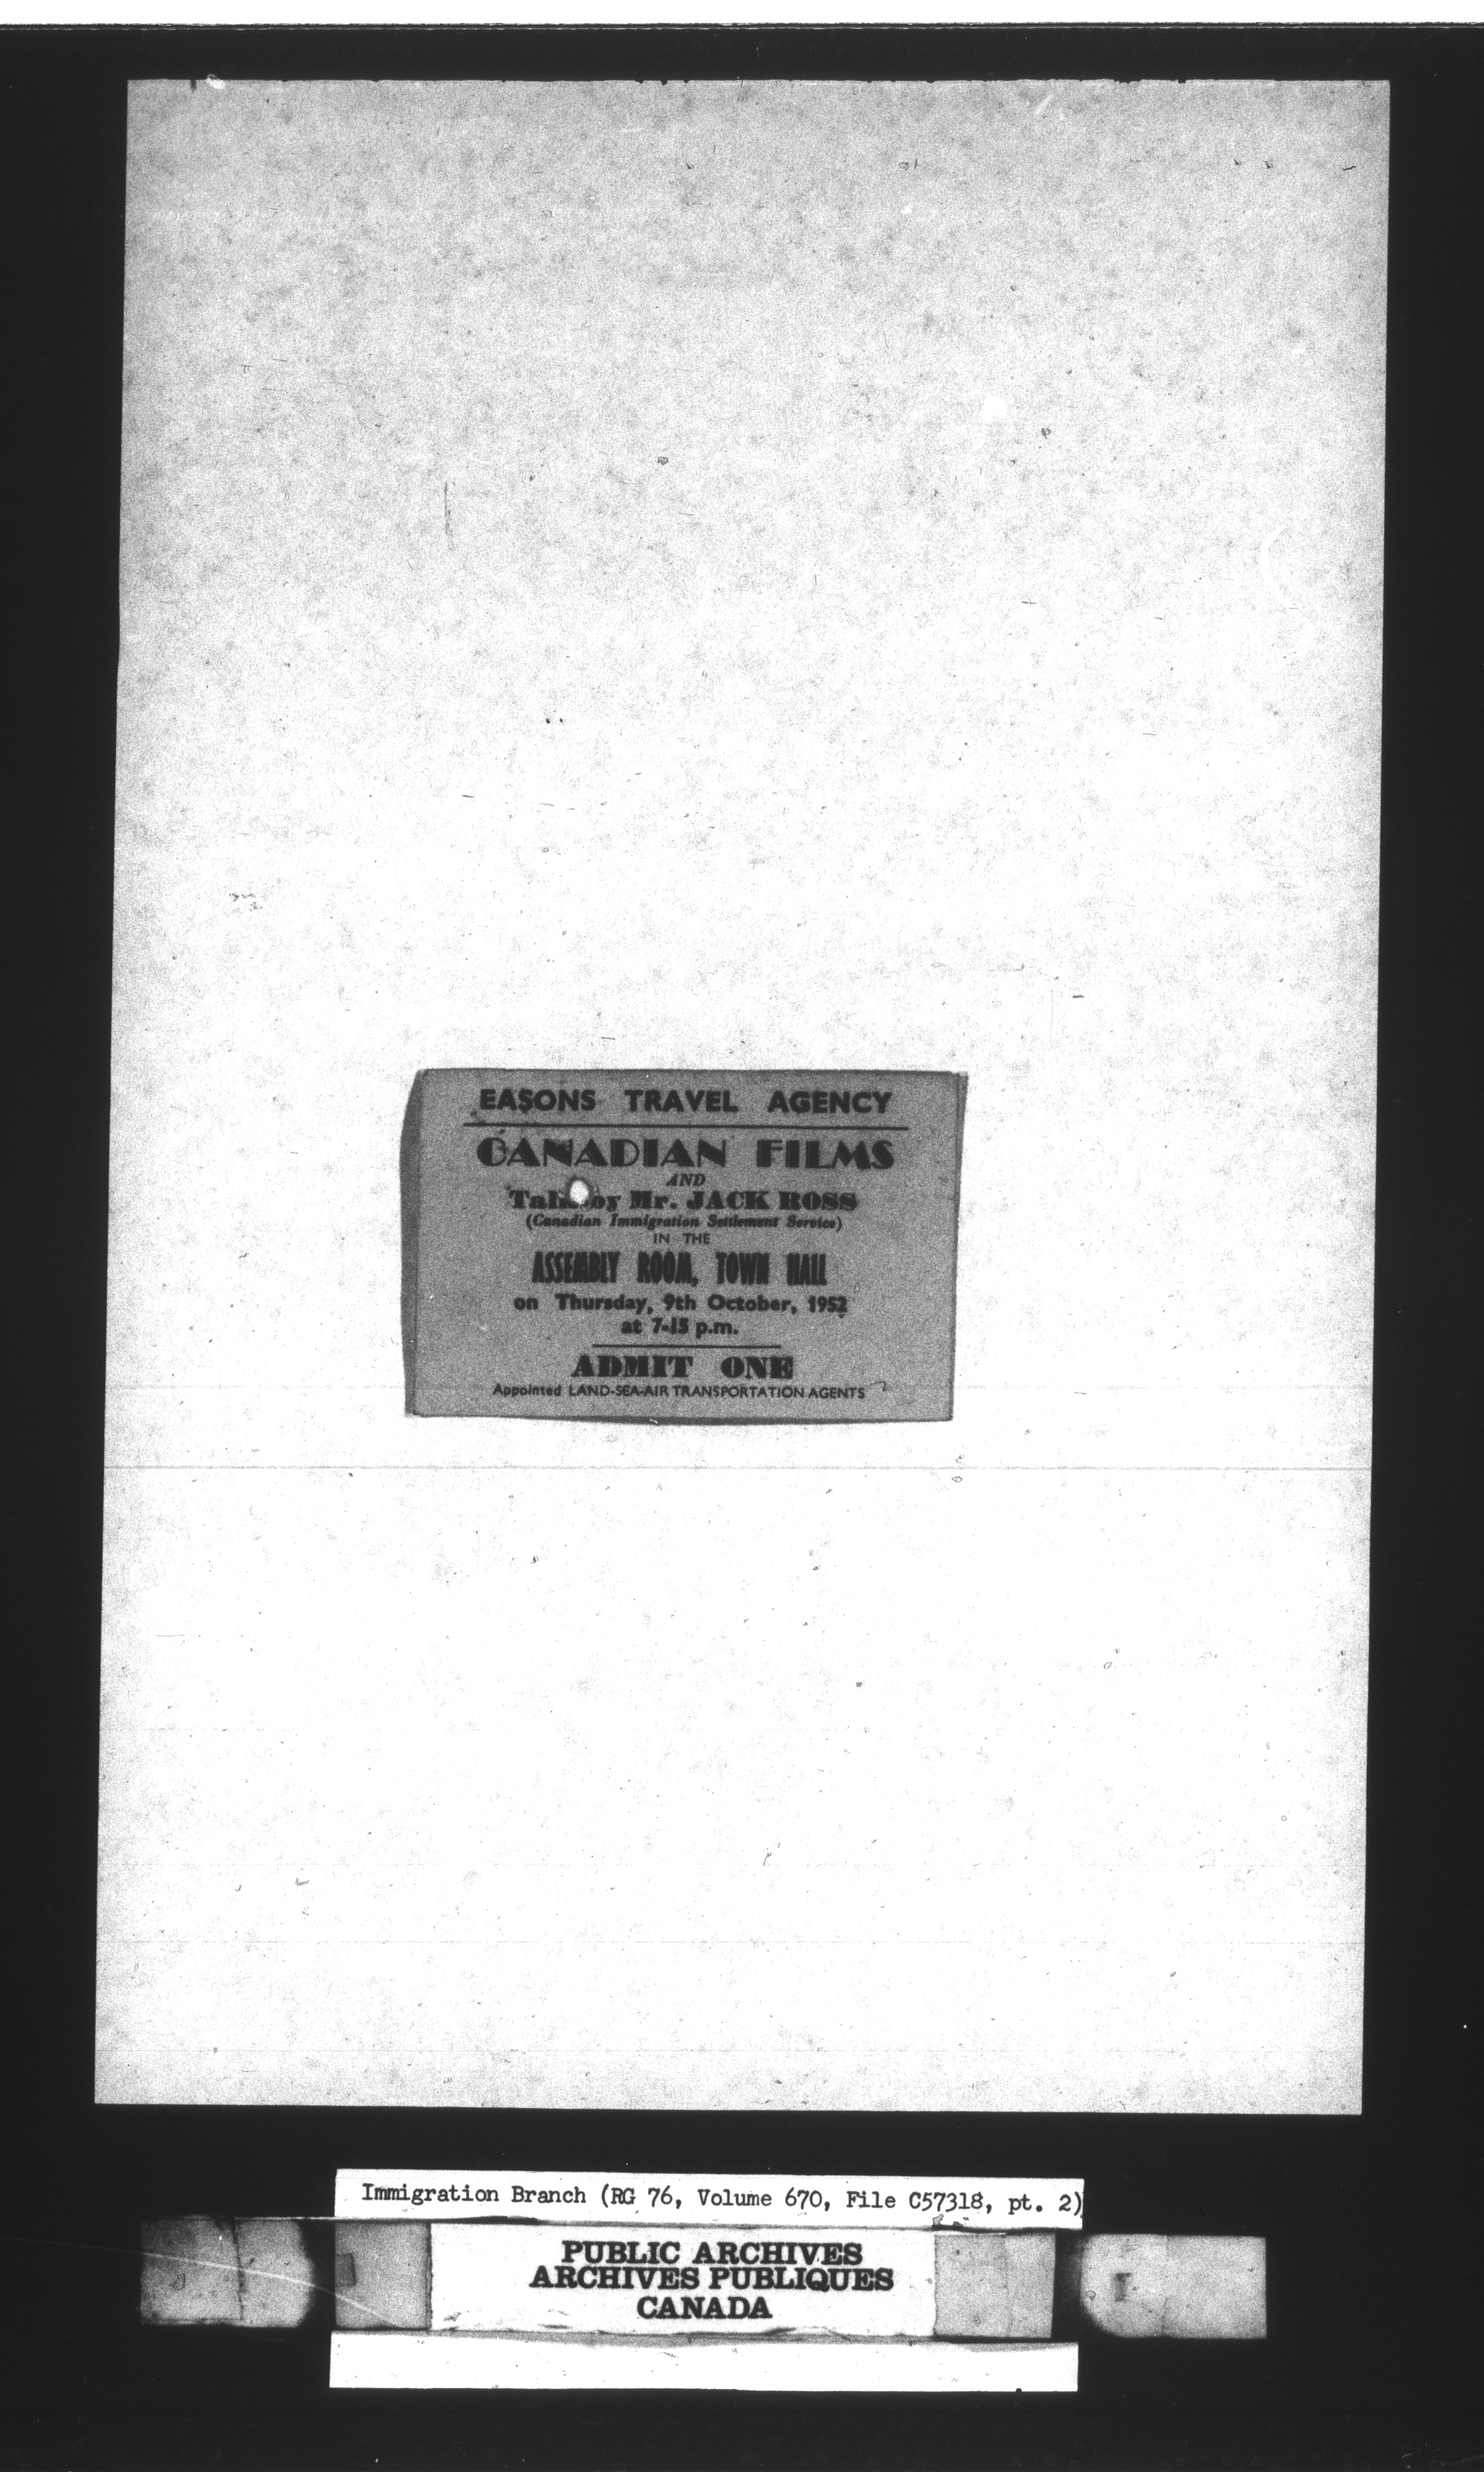 EASONS TRAVEL AGENCY
CANADIAN FILMS
AND
Talk by Mr. JACK ROSS
(Canadian Immigration Settlement Service)
IN THE
ASSEMBLY ROOM, TOWN HALL
on Thursday, 9th October, 1952
at 7-15 p.m.
ADMIT ONE
Appointed LAND-SEA-AIR TRANSPORTATION AGENTS
Immigration Branch (RG 76, Volume 670, File C57318, pt. 2)
PUBLIC ARCHIVES
ARCHIVES PUBLIQUES
CANADA